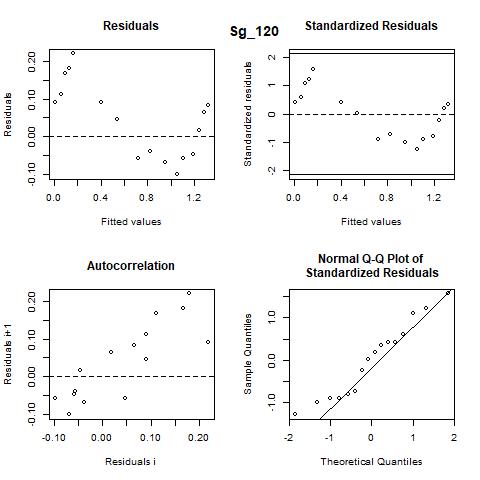 Sg_120
Residuals
Residuals
0.20
0.10
0.00
-0.10
0.0 0.4 0.8 1.2
Fitted values
Standardized Residuals
Standardized residuals
2
1
0
-1
-2
0.0 0.4 0.8 1.2
Fitted values
Autocorrelation
Residuals i+1
0.20
0.10
0.00
-0.10
-0.10 0.00 0.10 0.20
Residuals i
Normal Q-Q Plot of
Standardized Residuals
Sample Quantiles
1.0
0.0
-1.0
-2 -1 0 1 2
Theoretical Quantiles